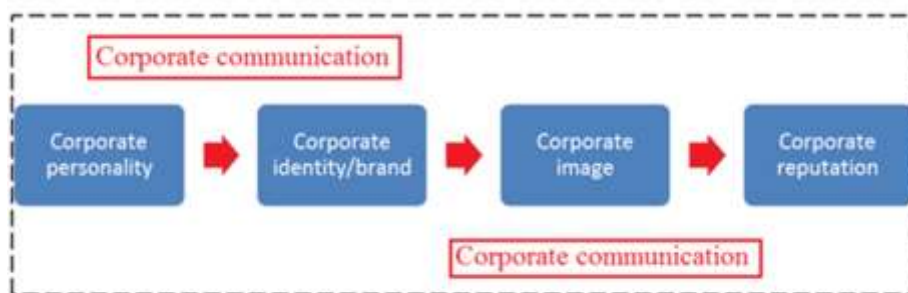 Corporate communication
Corporate
personality
Corporate
identity/brand
Corporate
image
Corporate
reputation
Corporate communication